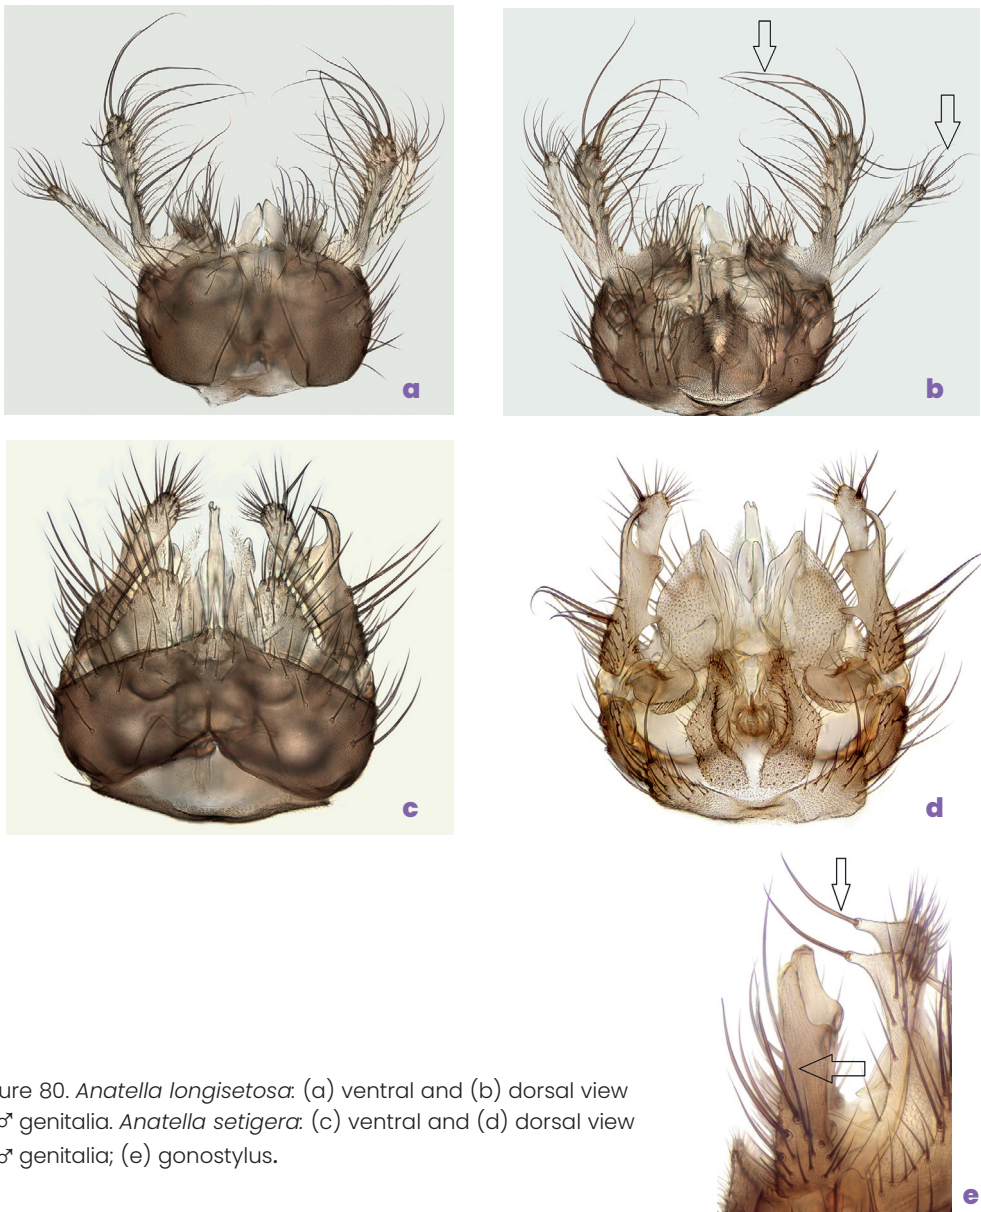 a
b
c
d
e
ure 80. Anatella longisetosa: (a) ventral and (b) dorsal view
♂ genitalia. Anatella setigera: (c) ventral and (d) dorsal view
♂ genitalia; (e) gonostylus.